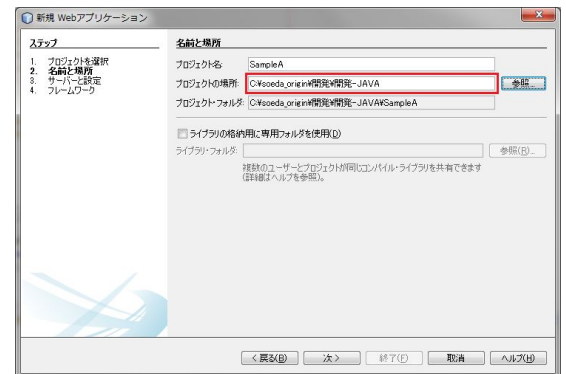 新規 Webアプリケーション
ステップ
1. プロジェクトを選択
2. 名前と場所
3. サーバーと設定
4. フレームワーク
名前と場所
プロジェクト名: SampleA
プロジェクトの場所: C:¥soeda_origin¥開発¥開発-JAVA 参照...
プロジェクト・フォルダ: C:¥soeda_origin¥開発¥開発-JAVA¥SampleA
ライブラリの格納用に専用フォルダを使用(D)
ライブラリ・フォルダ: 参照(R)...
複数のユーザーとプロジェクトが同じコンパイル・ライブラリを共有できます
(詳細はヘルプを参照)。
< 戻る(B) 次 > 終了(F) 取消 ヘルプ(H)